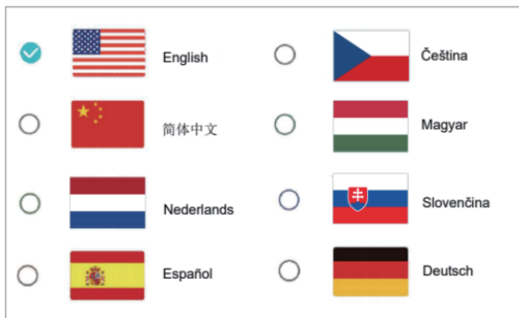 English
简体中文
Nederlands
Español
Čeština
Magyar
Slovenčina
Deutsch